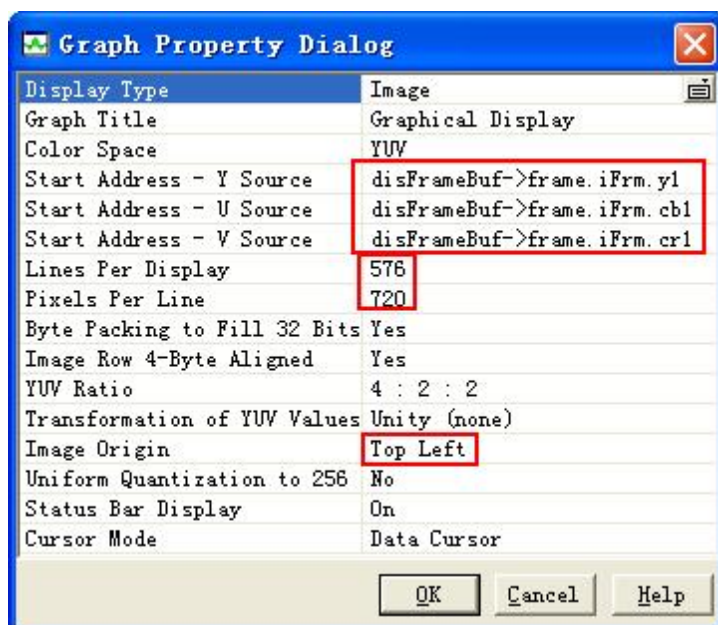 Graph Property Dialog
Display Type Image
Graph Title Graphical Display
Color Space YUV
Start Address - Y Source disFrameBuf->frame.iFrm.y1
Start Address - U Source disFrameBuf->frame.iFrm.cb1
Start Address - V Source disFrameBuf->frame.iFrm.cr1
Lines Per Display 576
Pixels Per Line 720
Byte Packing to Fill 32 Bits Yes
Image Row 4-Byte Aligned Yes
YUV Ratio 4 : 2 : 2
Transformation of YUV Values Unity (none)
Image Origin Top Left
Uniform Quantization to 256 No
Status Bar Display On
Cursor Mode Data Cursor
OK Cancel Help